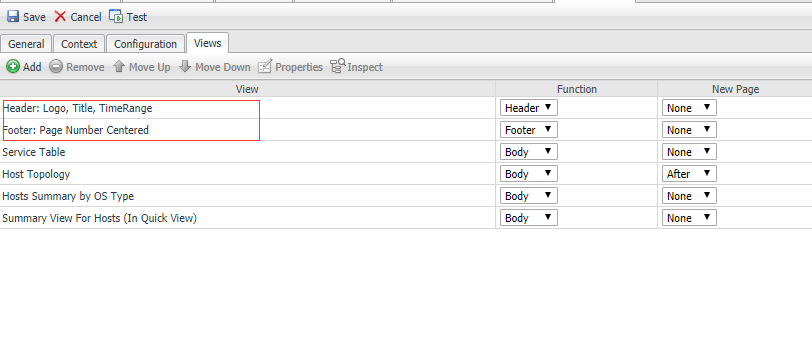 Save Cancel Test
General Context Configuration Views
Add Remove Move Up Move Down Properties Inspect
View Function New Page
Header: Logo, Title, TimeRange Header None
Footer: Page Number Centered Footer None
Service Table Body None
Host Topology Body After
Hosts Summary by OS Type Body None
Summary View For Hosts (In Quick View) Body None